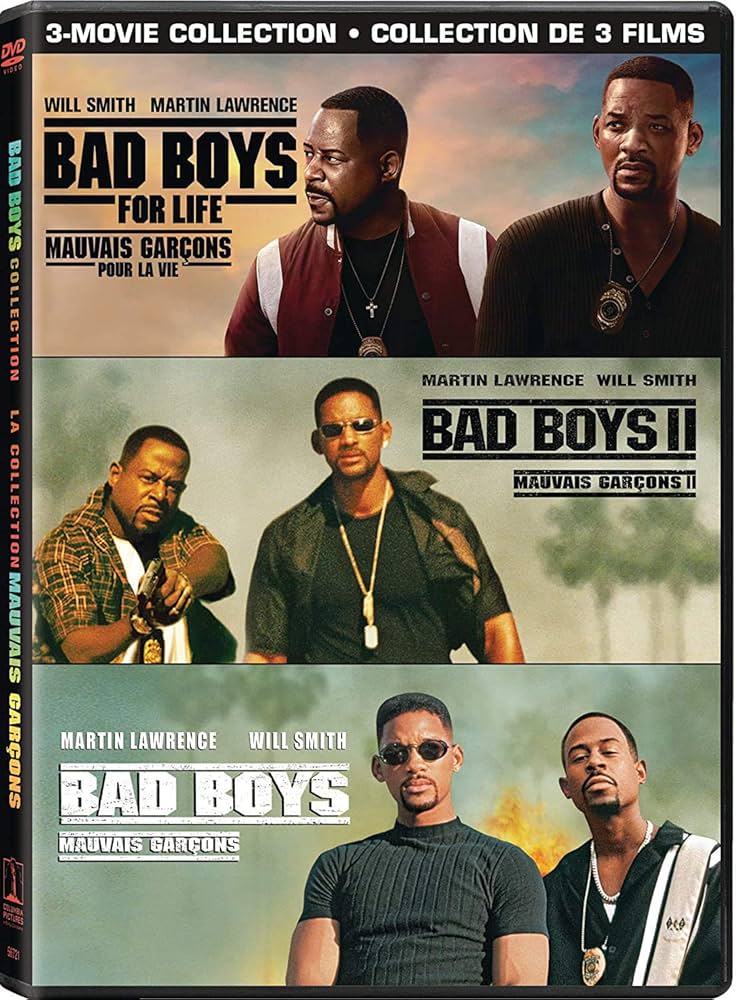 3-MOVIE COLLECTION • COLLECTION DE 3 FILMS
WILL SMITH MARTIN LAWRENCE
BAD BOYS
FOR LIFE
MAUVAIS GARÇONS
POUR LA VIE
MARTIN LAWRENCE WILL SMITH
BAD BOYS II
MAUVAIS GARÇONS II
MARTIN LAWRENCE WILL SMITH
BAD BOYS
MAUVAIS GARÇONS
DVD
VIDEO
BAD BOYS COLLECTION LA COLLECTION MAUVAIS GARÇONS
COLUMBIA
PICTURES
56721